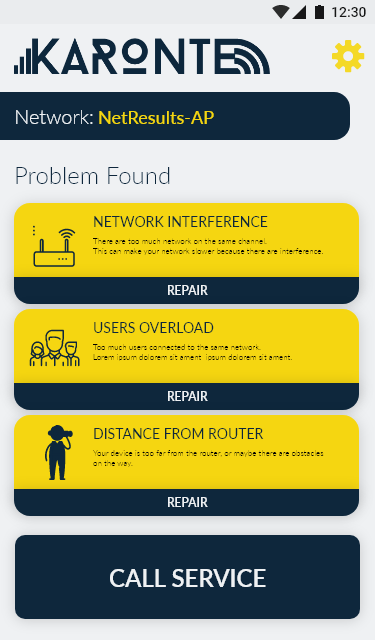 12:30
KARONTE
Network: NetResults-AP
Problem Found
NETWORK INTERFERENCE
There are too much network on the same channel.
This can make your network slower because there are interference.
REPAIR
USERS OVERLOAD
Too much users connected to the same network.
Lorem ipsum dolorem sit ament ipsum dolorem sit ament.
REPAIR
DISTANCE FROM ROUTER
Your device is too far from the router, or maybe there are obstacles
on the way.
REPAIR
CALL SERVICE